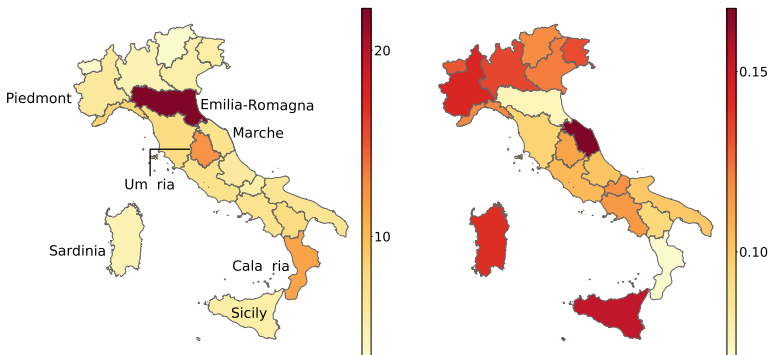 20
Piedmont
Emilia-Romagna
Marche
Um ria
Sardinia
10
Cala ria
Sicily
0.15
0.10